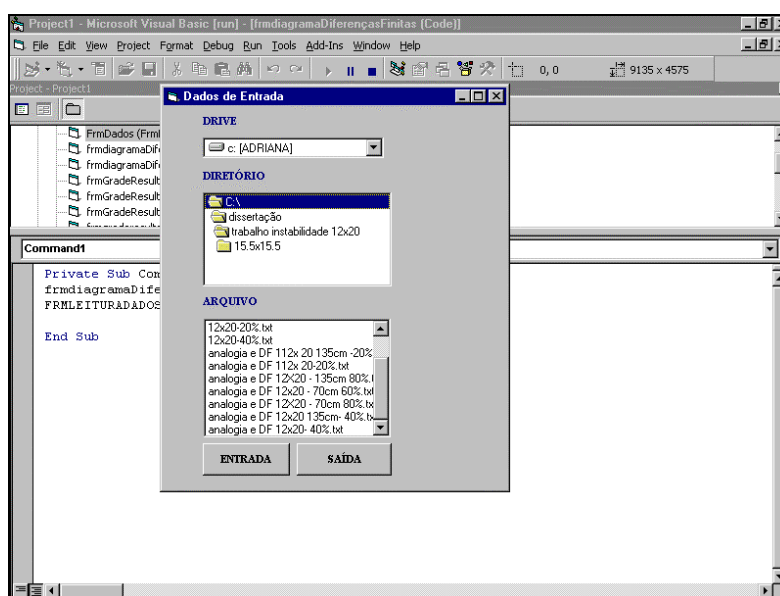 Project1 - Microsoft Visual Basic [run] - [frmdiagramaDiferençasFinitas (Code)]
File Edit View Project Format Debug Run Tools Add-Ins Window Help
0, 0 9135 x 4575
Project - Project1
FrmDados (Frml
frmdiagramaDife
frmdiagramaDife
frmGradeResult
frmGradeResult
frmGradeResult
Command1
Private Sub Com
frmdiagramaDife
FRMLEITURADADOS
End Sub
Dados de Entrada
DRIVE
c: [ADRIANA]
DIRETÓRIO
C:\
dissertação
trabalho instabilidade 12x20
15.5x15.5
ARQUIVO
12x20-20%.txt
12x20-40%.txt
analogia e DF 112x 20 135cm -20%
analogia e DF 112x 20-20%.txt
analogia e DF 12X20 - 135cm 80%.t
analogia e DF 12x20 - 70cm 60%.txt
analogia e DF 12X20 - 70cm 80%.tx
analogia e DF 12x20 135cm- 40%.tx
analogia e DF 12x20- 40%.txt
ENTRADA SAÍDA